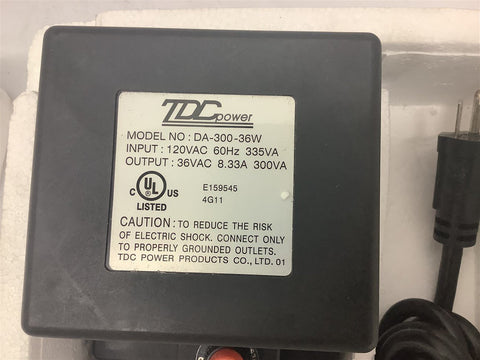 TDC power
MODEL NO : DA-300-36W
INPUT : 120VAC 60Hz 335VA
OUTPUT : 36VAC 8.33A 300VA
C UL US
LISTED
E159545
4G11
CAUTION: TO REDUCE THE RISK
OF ELECTRIC SHOCK. CONNECT ONLY
TO PROPERLY GROUNDED OUTLETS.
TDC POWER PRODUCTS CO., LTD. 01